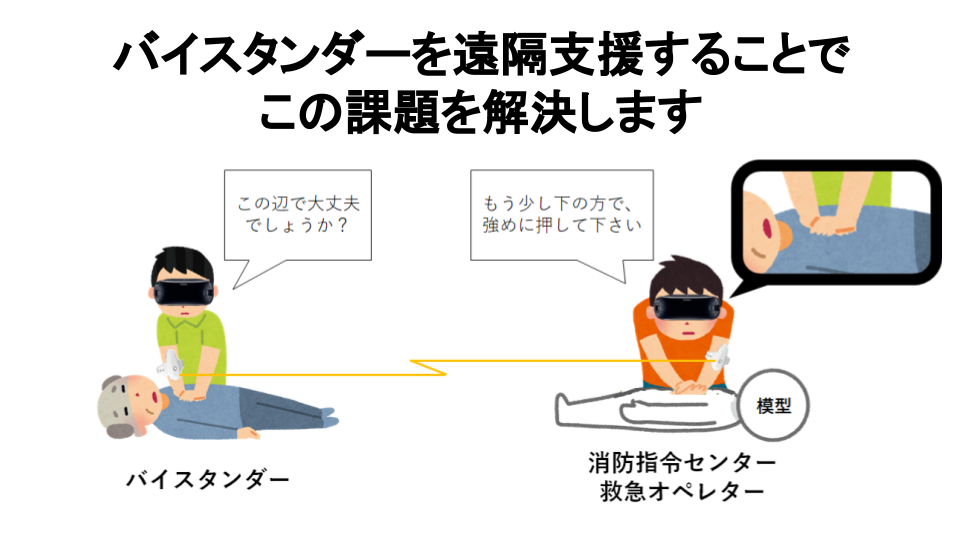 バイスタンダーを遠隔支援することで
この課題を解決します
この辺で大丈夫
でしょうか？
もう少し下の方で、
強めに押して下さい
模型
バイスタンダー
消防指令センター
救急オペレター